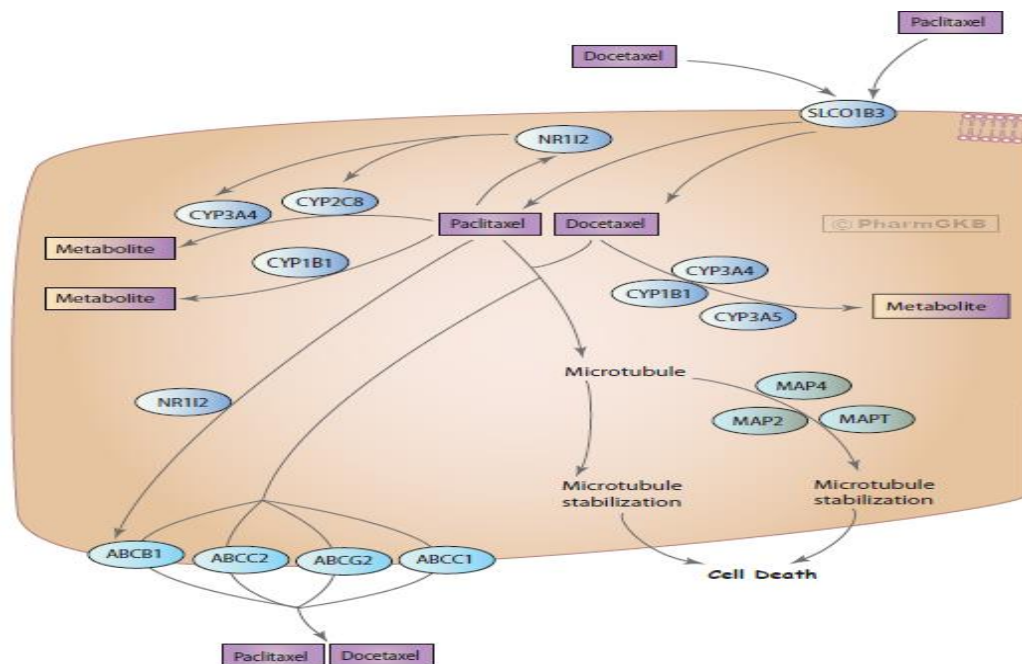 Paclitaxel
Docetaxel
SLCO1B3
NR1I2
CYP2C8
CYP3A4
Paclitaxel
Docetaxel
© PharmGKB
Metabolite
CYP1B1
CYP3A4
Metabolite
CYP1B1
CYP3A5
Metabolite
Microtubule
MAP4
NR1I2
MAP2
MAPT
Microtubule
stabilization
Microtubule
stabilization
ABCB1
ABCC2
ABCG2
ABCC1
Cell Death
Paclitaxel
Docetaxel